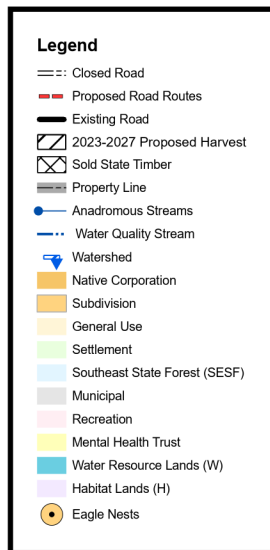 Legend
Closed Road
Proposed Road Routes
Existing Road
2023-2027 Proposed Harvest
Sold State Timber
Property Line
Anadromous Streams
Water Quality Stream
Watershed
Native Corporation
Subdivision
General Use
Settlement
Southeast State Forest (SESF)
Municipal
Recreation
Mental Health Trust
Water Resource Lands (W)
Habitat Lands (H)
Eagle Nests